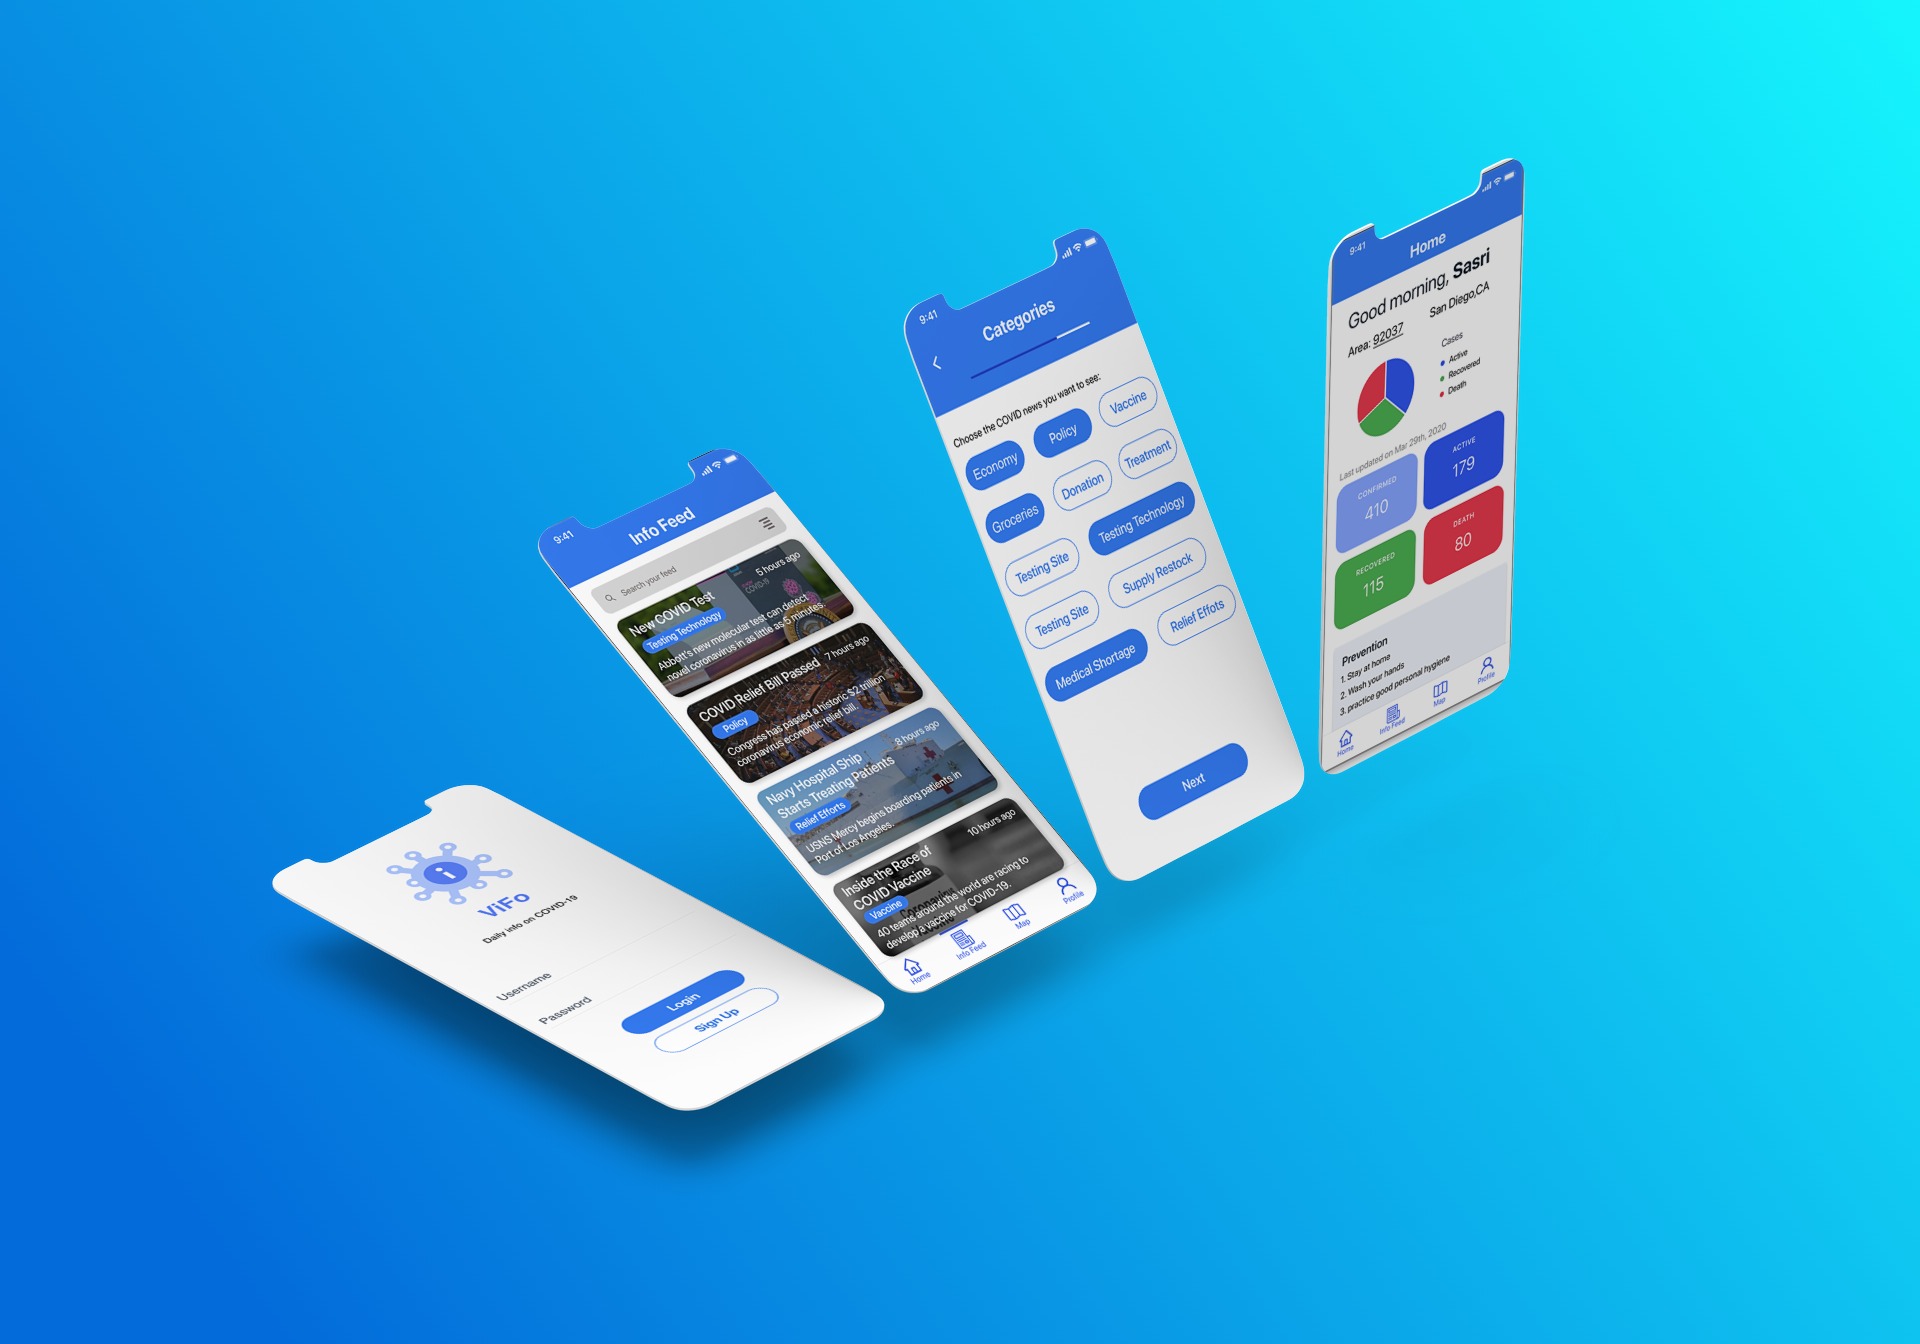 ViFo
Daily info on COVID-19
Username
Password
Login
Sign Up
9:41
Info Feed
Search your feed
5 hours ago
New COVID Test
Testing Technology
Abbott's new molecular test can detect
novel coronavirus in as little as 5 minutes.
7 hours ago
COVID Relief Bill Passed
Policy
Congress has passed a historic $2 trillion
coronavirus economic relief bill.
8 hours ago
Navy Hospital Ship
Starts Treating Patients
Relief Efforts
USNS Mercy begins boarding patients in
Port of Los Angeles.
10 hours ago
Inside the Race of
COVID Vaccine
Vaccine
40 teams around the world are racing to
develop a vaccine for COVID-19.
Home
Info Feed
Map
Profile
9:41
Categories
Choose the COVID news you want to see:
Economy
Policy
Vaccine
Groceries
Donation
Treatment
Testing Site
Testing Technology
Testing Site
Supply Restock
Medical Shortage
Relief Effots
Next
9:41
Home
Good morning, Sasri
Area: 92037
San Diego,CA
Cases
Active
Recovered
Death
Last updated on Mar 29th, 2020
CONFIRMED
410
ACTIVE
179
RECOVERED
115
DEATH
80
Prevention
1. Stay at home
2. Wash your hands
3. practice good personal hygiene
Home
Info Feed
Map
Profile